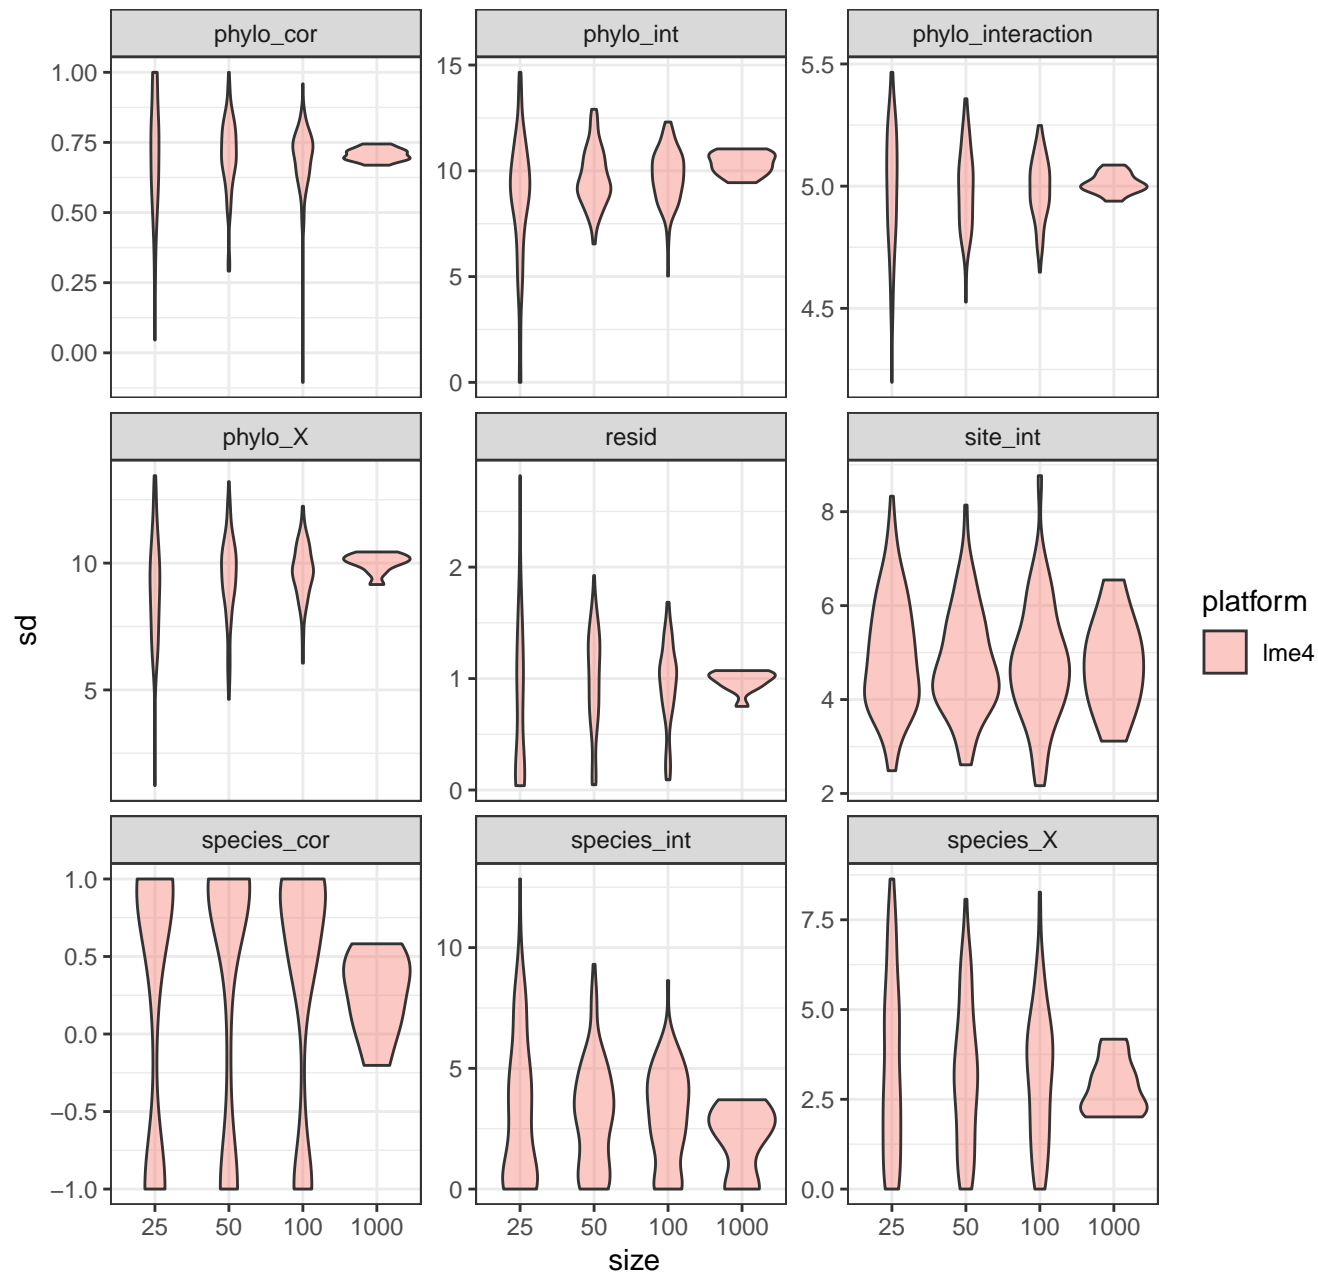 phylo_cor
phylo_int
phylo_interaction
1.00
0.75
0.50
0.25
0.00
15
10
5
0
5.5
5.0
4.5
phylo_X
resid
site_int
10
5
2
1
0
8
6
4
2
species_cor
species_int
species_X
1.0
0.5
0.0
−0.5
−1.0
10
5
0
7.5
5.0
2.5
0.0
25 50 100 1000
25 50 100 1000
25 50 100 1000
size
sd
platform
lme4